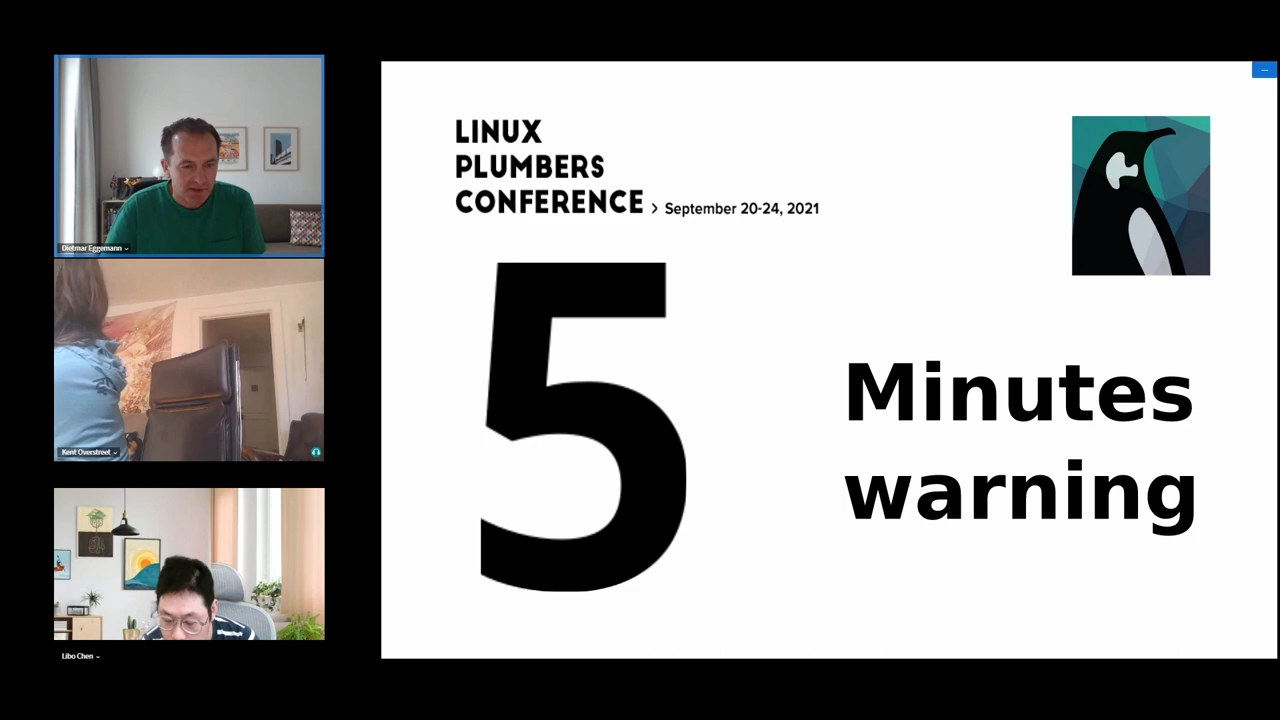 Dietmar Eggemann
Kent Overstreet
Libo Chen
LINUX
PLUMBERS
CONFERENCE > September 20-24, 2021
5
Minutes
warning